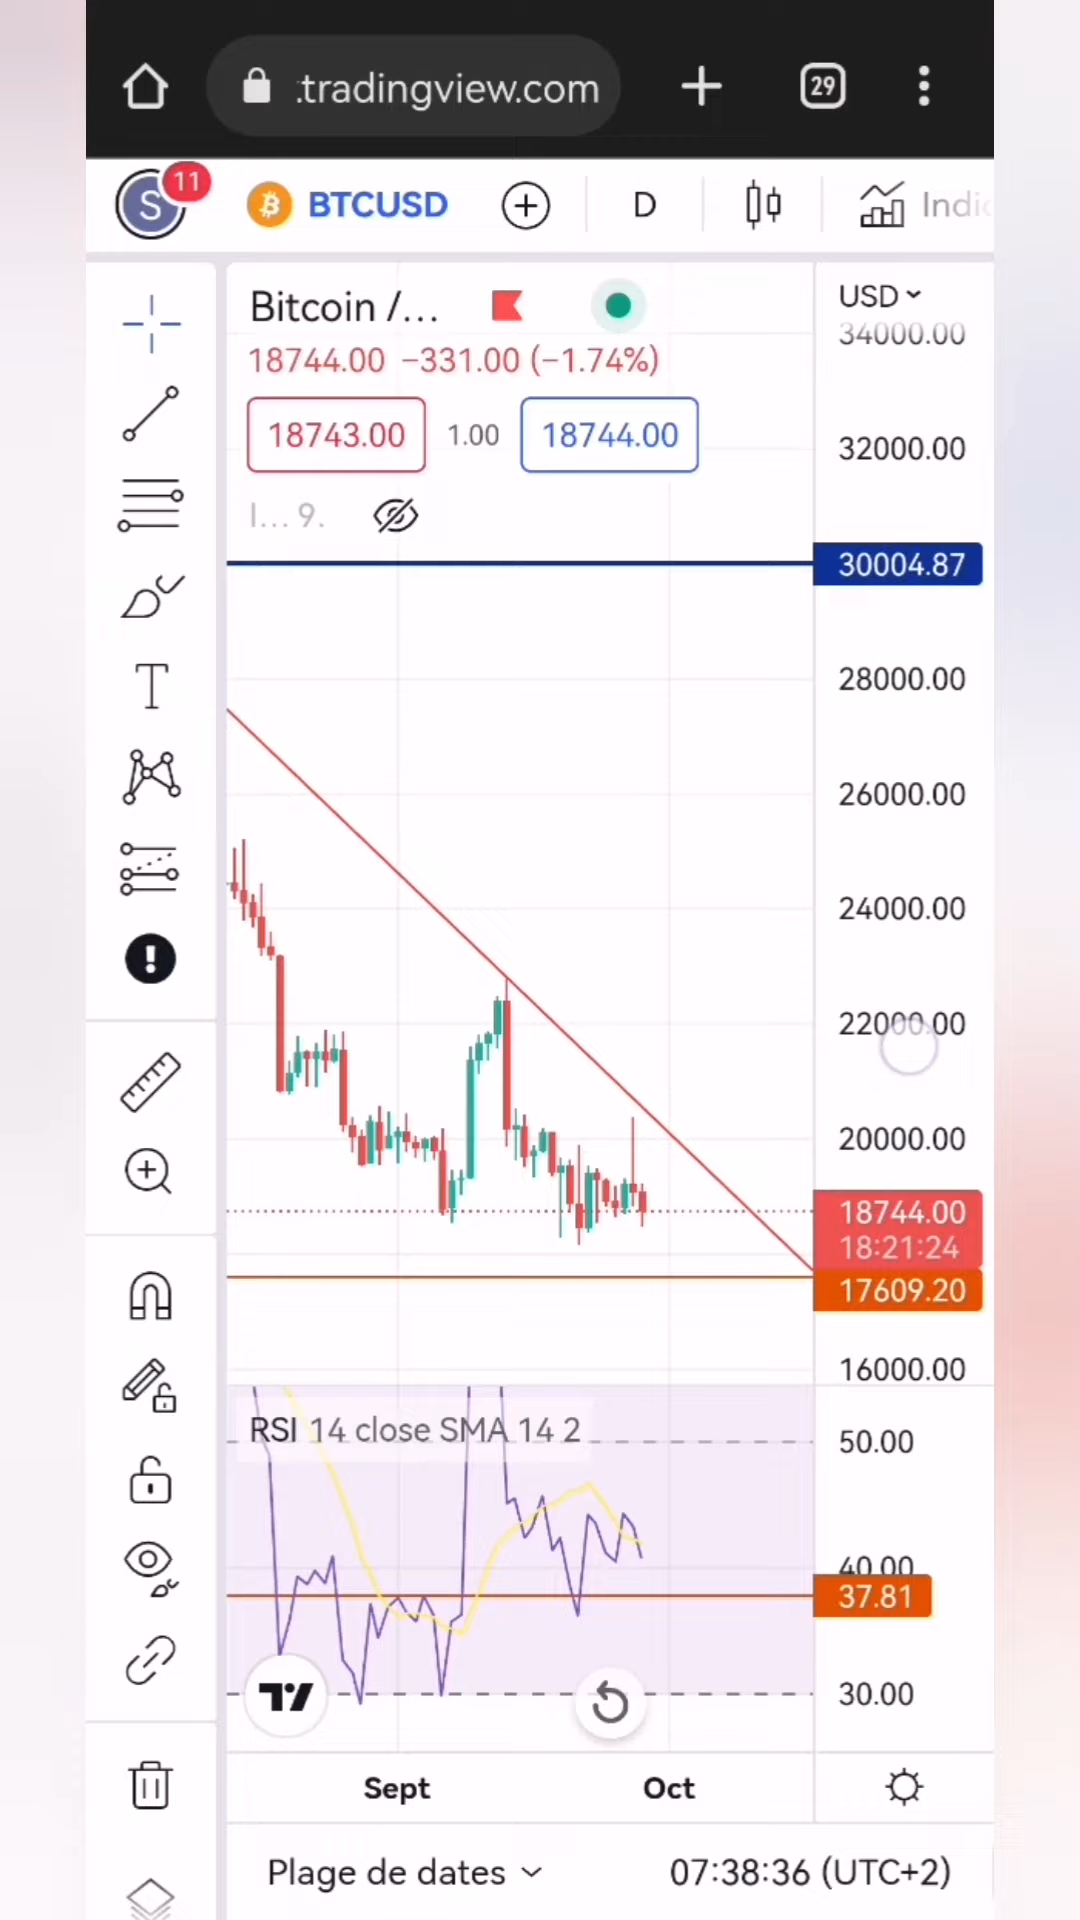 .tradingview.com
29
S
11
BTCUSD
D
Indic
Bitcoin /...
USD
34000.00
18744.00 −331.00 (−1.74%)
18743.00
1.00
18744.00
32000.00
I... 9.
30004.87
28000.00
26000.00
24000.00
22000.00
20000.00
18744.00
18:21:24
17609.20
16000.00
RSI 14 close SMA 14 2
50.00
40.00
37.81
30.00
Sept
Oct
Plage de dates
07:38:36 (UTC+2)